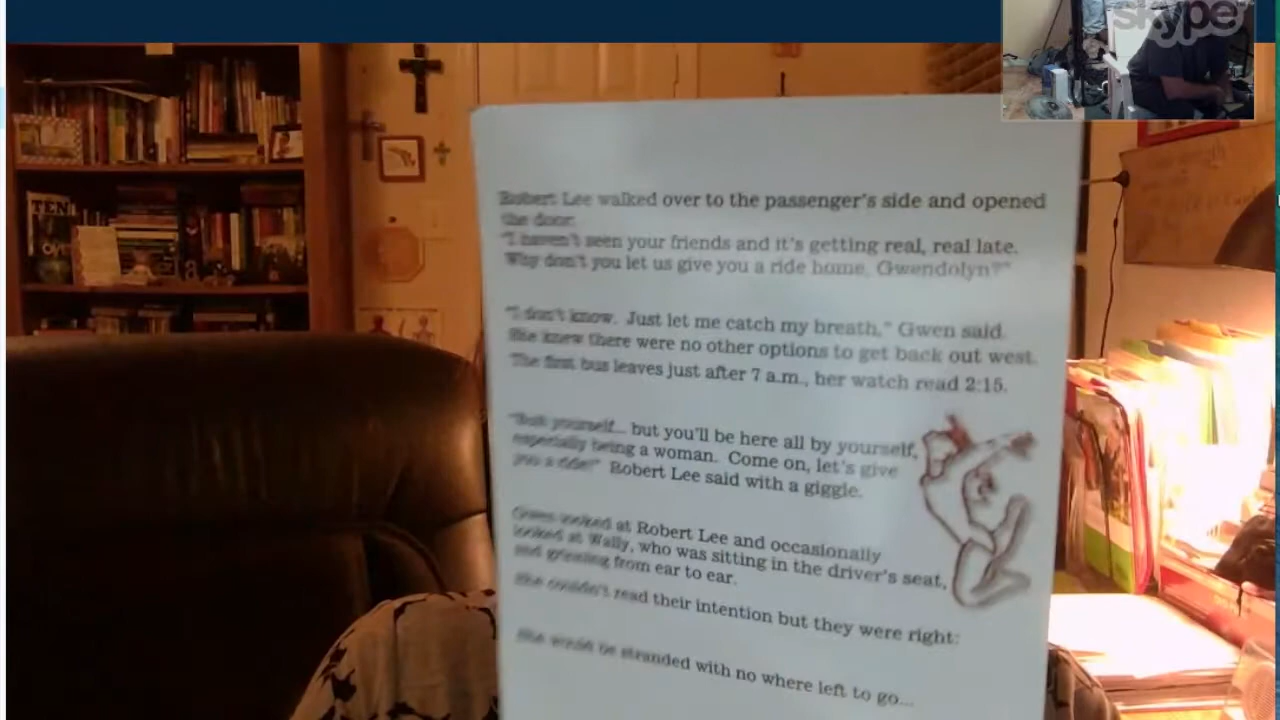 skype
TEN
Robert Lee walked over to the passenger's side and opened
the door.
"I haven't seen your friends and it's getting real, real late.
Why don't you let us give you a ride home, Gwendolyn?"
"I don't know. Just let me catch my breath," Gwen said.
She knew there were no other options to get back out west.
The first bus leaves just after 7 a.m., her watch read 2:15.
"Suit yourself... but you'll be here all by yourself,
especially being a woman. Come on, let's give
you a ride!" Robert Lee said with a giggle.
Gwen looked at Robert Lee and occasionally
looked at Wally, who was sitting in the driver's seat,
and grinning from ear to ear.
She couldn't read their intention but they were right:
She would be stranded with no where left to go...